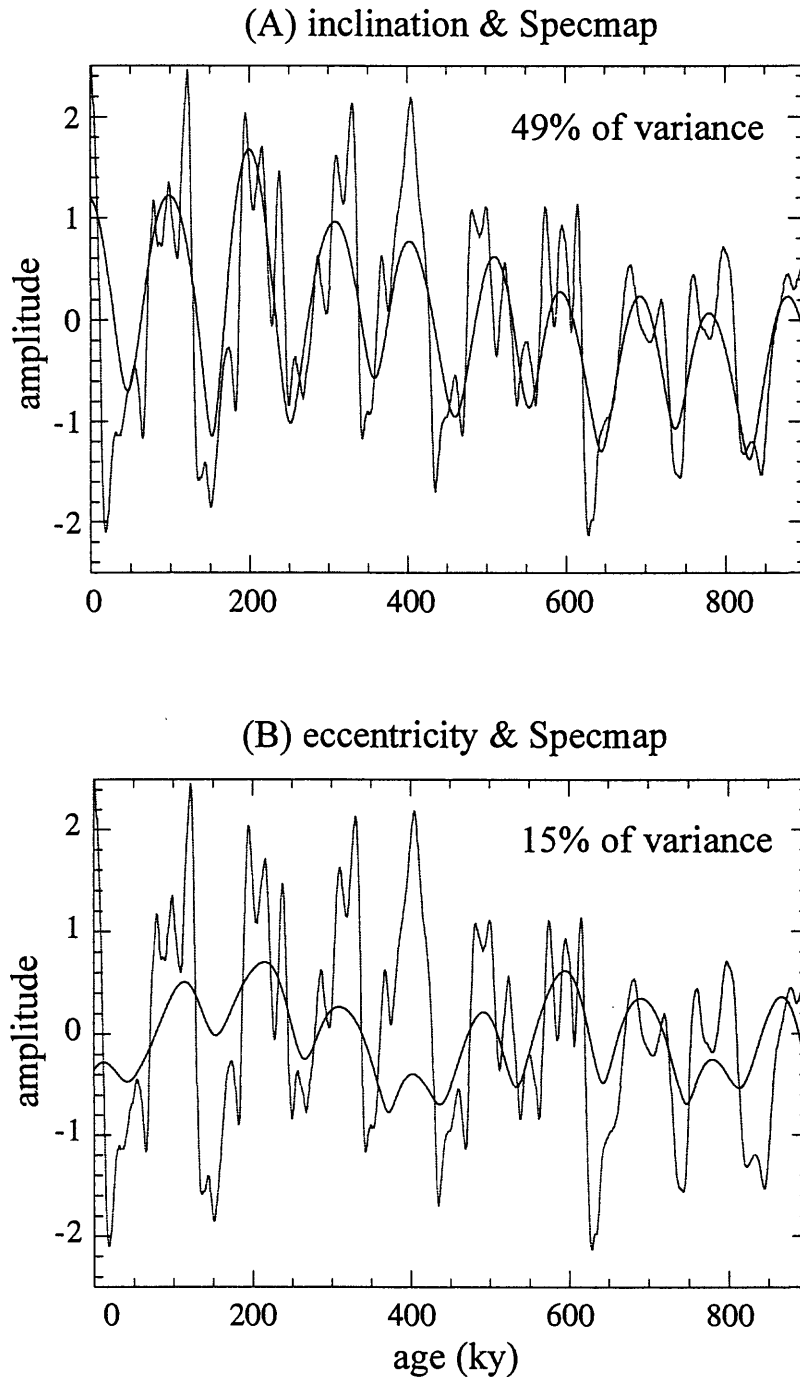 (A) inclination & Specmap
49% of variance
amplitude
2
1
0
-1
-2
0 200 400 600 800
(B) eccentricity & Specmap
15% of variance
amplitude
2
1
0
-1
-2
0 200 400 600 800
age (ky)